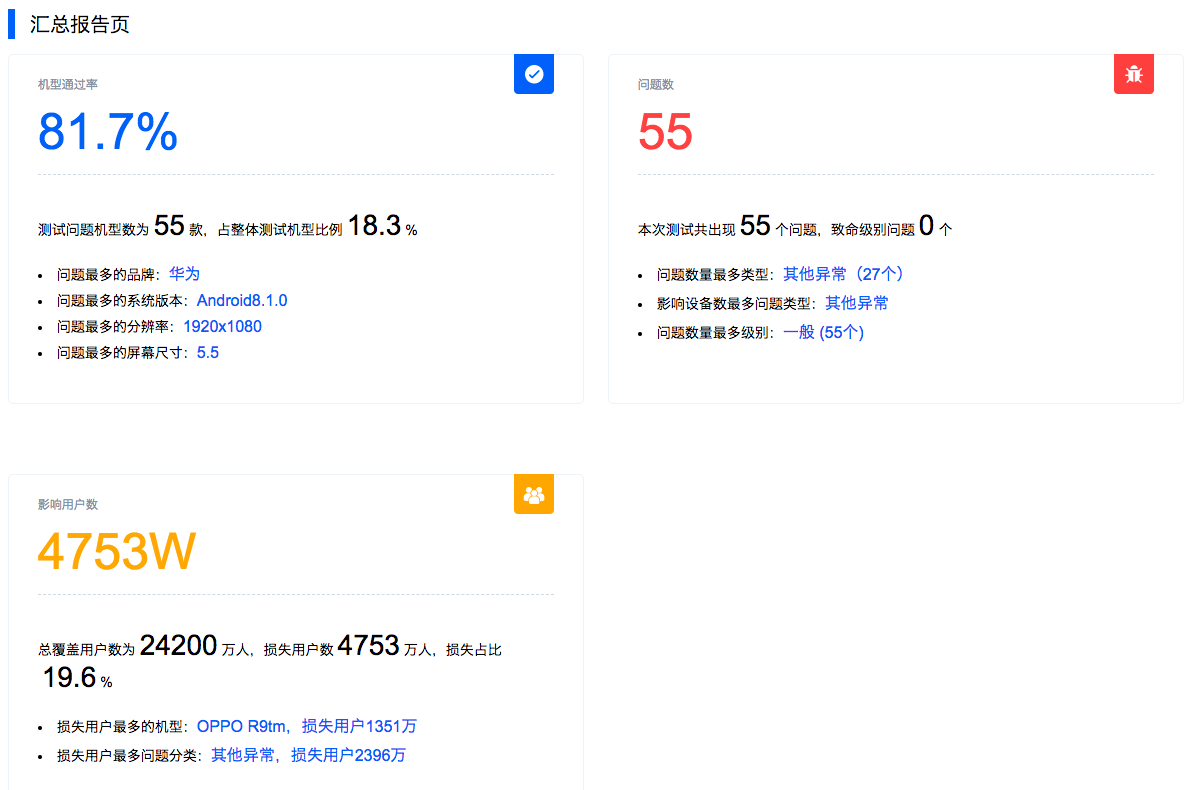 汇总报告页
机型通过率
81.7%
测试问题机型数为 55 款，占整体测试机型比例 18.3 %
问题最多的品牌：华为
问题最多的系统版本：Android8.1.0
问题最多的分辨率：1920x1080
问题最多的屏幕尺寸：5.5
问题数
55
本次测试共出现 55 个问题，致命级别问题 0 个
问题数量最多类型：其他异常（27个）
影响设备数最多问题类型：其他异常
问题数量最多级别：一般 (55个)
影响用户数
4753W
总覆盖用户数为 24200 万人，损失用户数 4753 万人，损失占比
19.6 %
损失用户最多的机型：OPPO R9tm，损失用户1351万
损失用户最多问题分类：其他异常，损失用户2396万